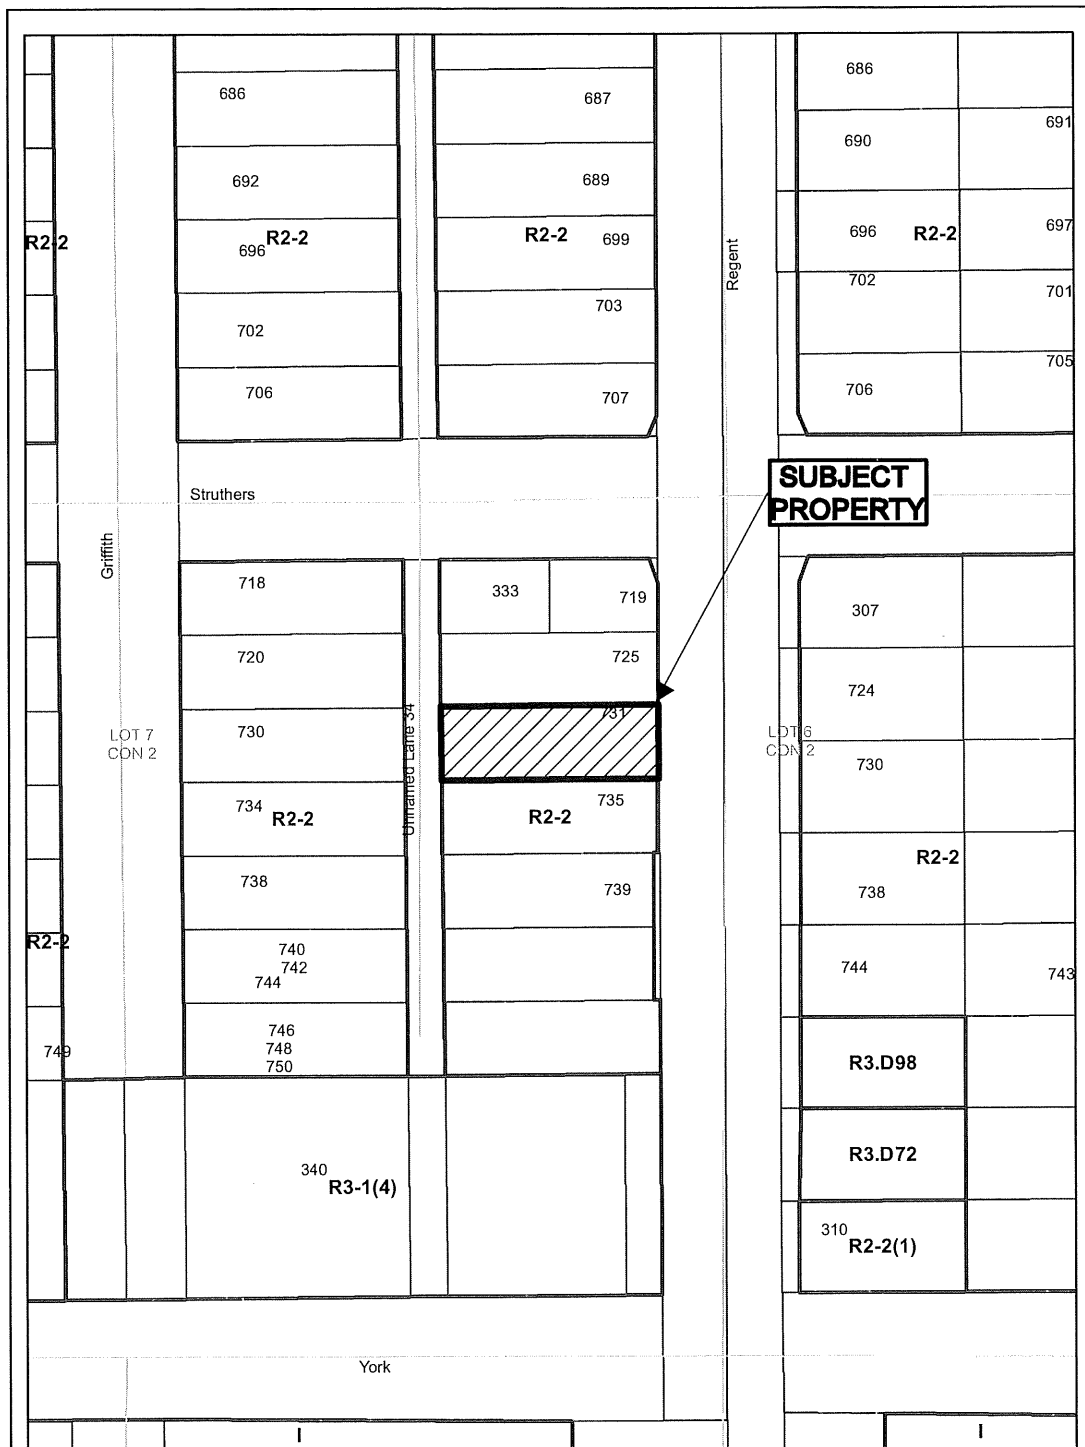 686
687
686
691
690
692
689
R2-2
696
R2-2
R2-2
699
Regent
696
R2-2
697
702
701
703
702
705
706
707
706
Struthers
SUBJECT
PROPERTY
Griffith
718
333
719
307
720
725
724
731
730
Unnamed Lane 34
LOT 7
CON 2
LOT 6
CON 2
730
734
R2-2
735
R2-2
R2-2
738
739
738
R2-2
740
742
744
744
743
746
748
750
749
R3.D98
R3.D72
340
R3-1(4)
310
R2-2(1)
York
I
I